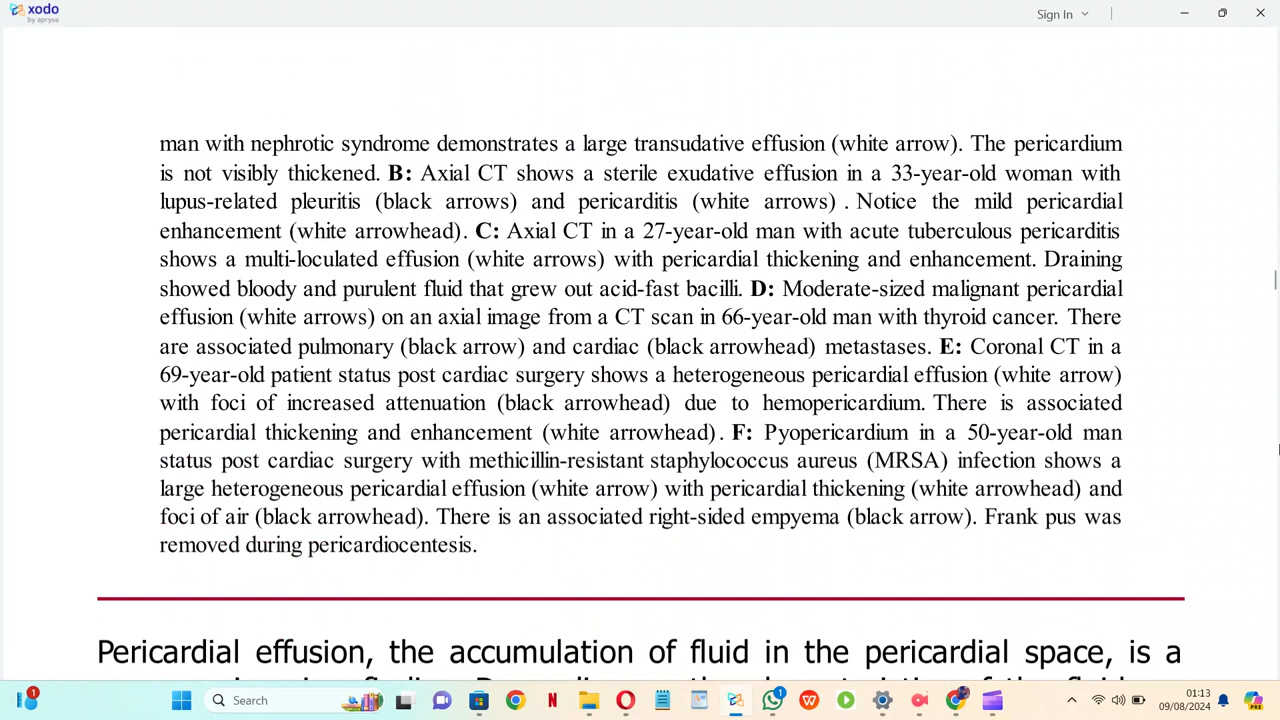 xodo
by apryse
Sign In
man with nephrotic syndrome demonstrates a large transudative effusion (white arrow). The pericardium
is not visibly thickened. B: Axial CT shows a sterile exudative effusion in a 33-year-old woman with
lupus-related pleuritis (black arrows) and pericarditis (white arrows) . Notice the mild pericardial
enhancement (white arrowhead). C: Axial CT in a 27-year-old man with acute tuberculous pericarditis
shows a multi-loculated effusion (white arrows) with pericardial thickening and enhancement. Draining
showed bloody and purulent fluid that grew out acid-fast bacilli. D: Moderate-sized malignant pericardial
effusion (white arrows) on an axial image from a CT scan in 66-year-old man with thyroid cancer. There
are associated pulmonary (black arrow) and cardiac (black arrowhead) metastases. E: Coronal CT in a
69-year-old patient status post cardiac surgery shows a heterogeneous pericardial effusion (white arrow)
with foci of increased attenuation (black arrowhead) due to hemopericardium. There is associated
pericardial thickening and enhancement (white arrowhead). F: Pyopericardium in a 50-year-old man
status post cardiac surgery with methicillin-resistant staphylococcus aureus (MRSA) infection shows a
large heterogeneous pericardial effusion (white arrow) with pericardial thickening (white arrowhead) and
foci of air (black arrowhead). There is an associated right-sided empyema (black arrow). Frank pus was
removed during pericardiocentesis.
Pericardial effusion, the accumulation of fluid in the pericardial space, is a
1
Search
1
01:13
09/08/2024
PRE